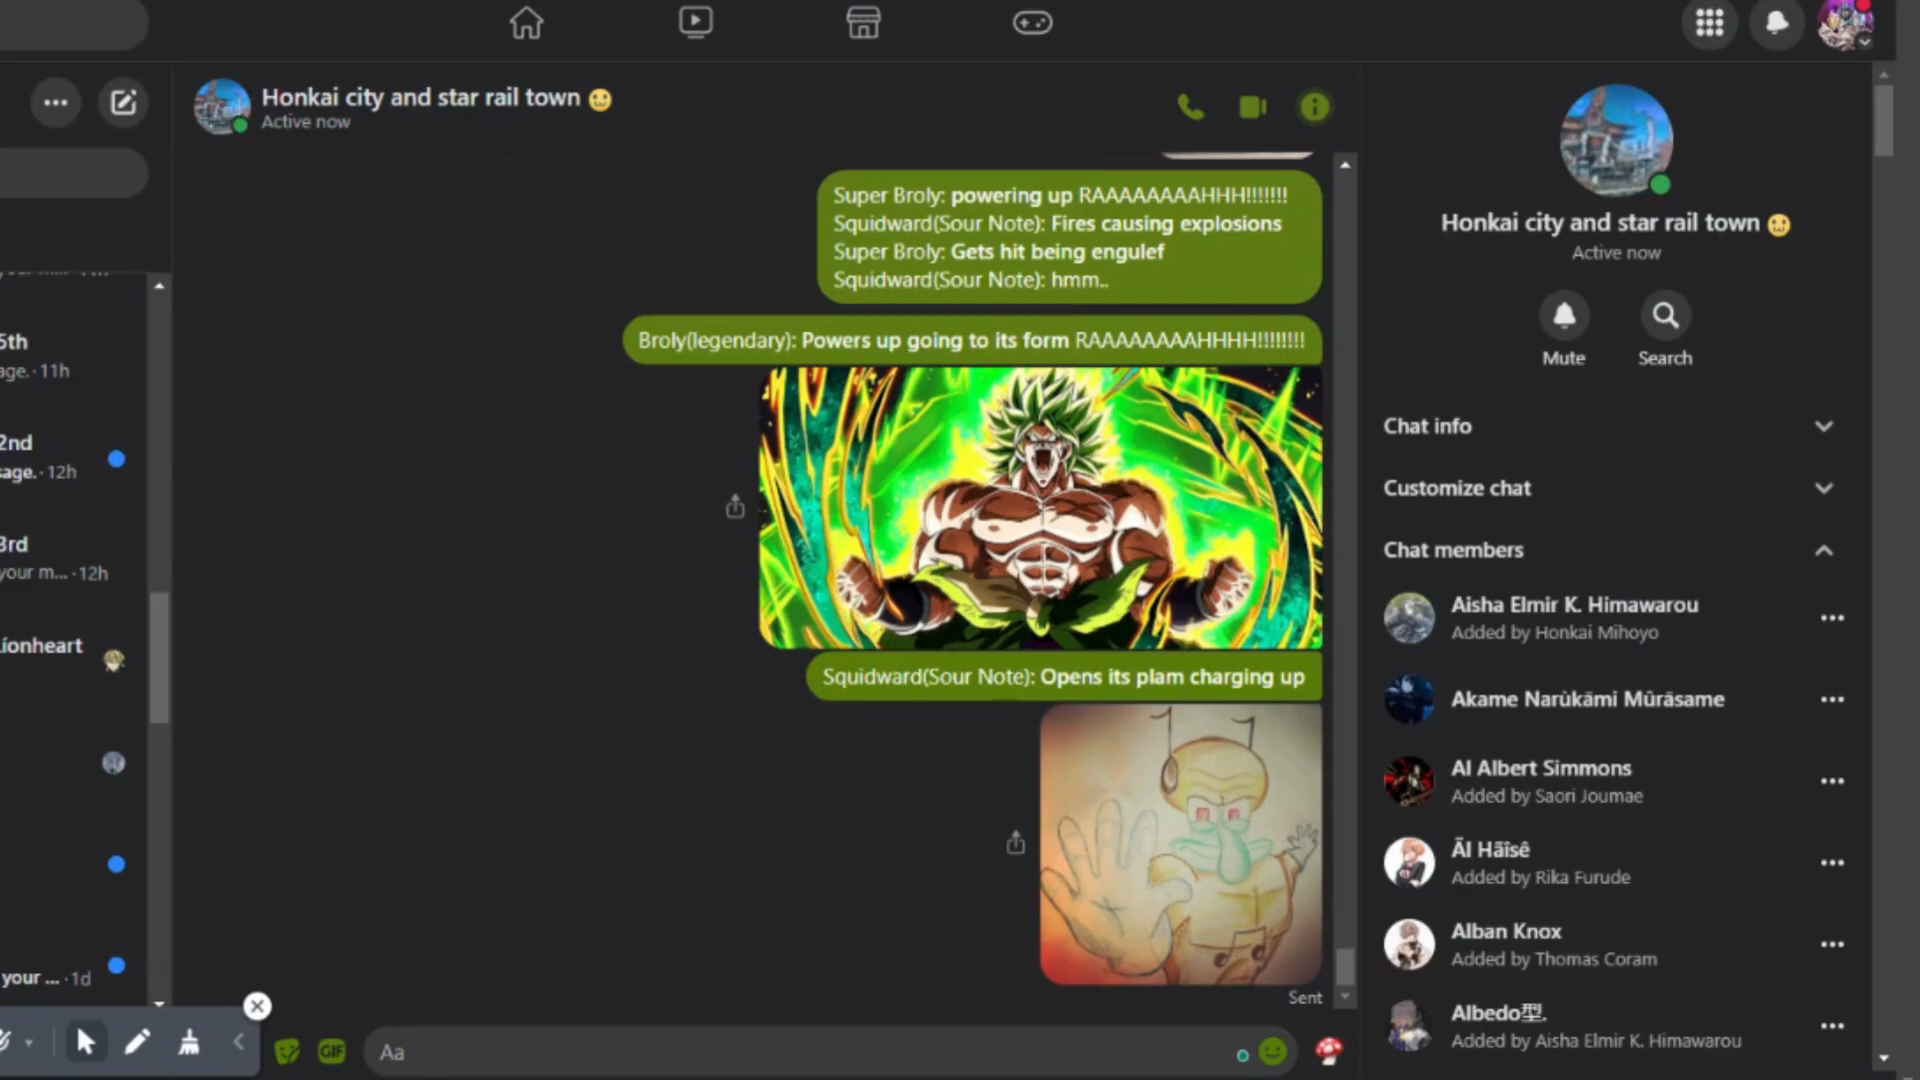 Honkai city and star rail town
Active now
5th
age. · 11h
2nd
sage. · 12h
3rd
your m... · 12h
ionheart
your ... · 1d
Super Broly: powering up RAAAAAAAAHHH!!!!!!!
Squidward(Sour Note): Fires causing explosions
Super Broly: Gets hit being engulef
Squidward(Sour Note): hmm..
Broly(legendary): Powers up going to its form RAAAAAAAAHHHH!!!!!!!!
Squidward(Sour Note): Opens its plam charging up
Sent
GIF
Aa
Honkai city and star rail town
Active now
Mute
Search
Chat info
Customize chat
Chat members
Aisha Elmir K. Himawarou
Added by Honkai Mihoyo
Akame Narùkāmi Mûrāsame
Al Albert Simmons
Added by Saori Joumae
Ãl Hãîsê
Added by Rika Furude
Alban Knox
Added by Thomas Coram
Albedo型.
Added by Aisha Elmir K. Himawarou